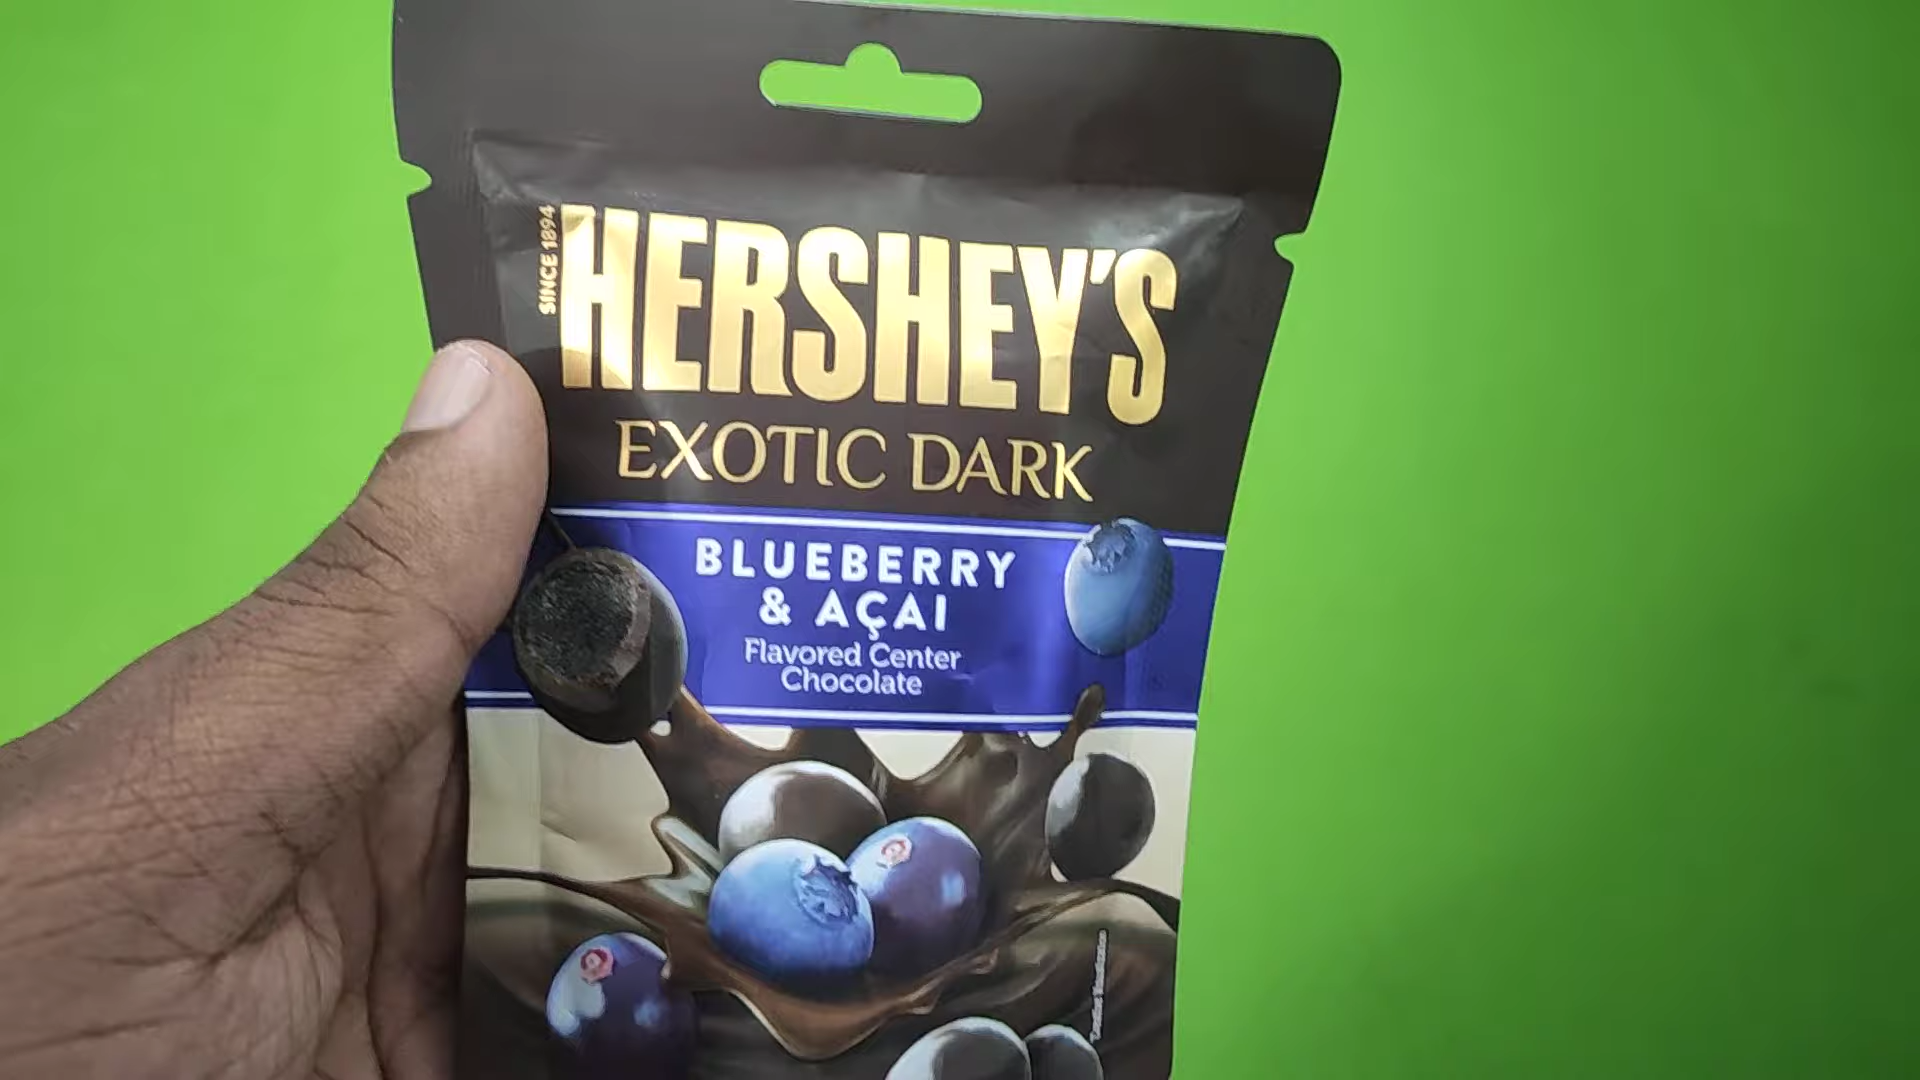 SINCE 1894
HERSHEY'S
EXOTIC DARK
BLUEBERRY
& AÇAI
Flavored Center
Chocolate